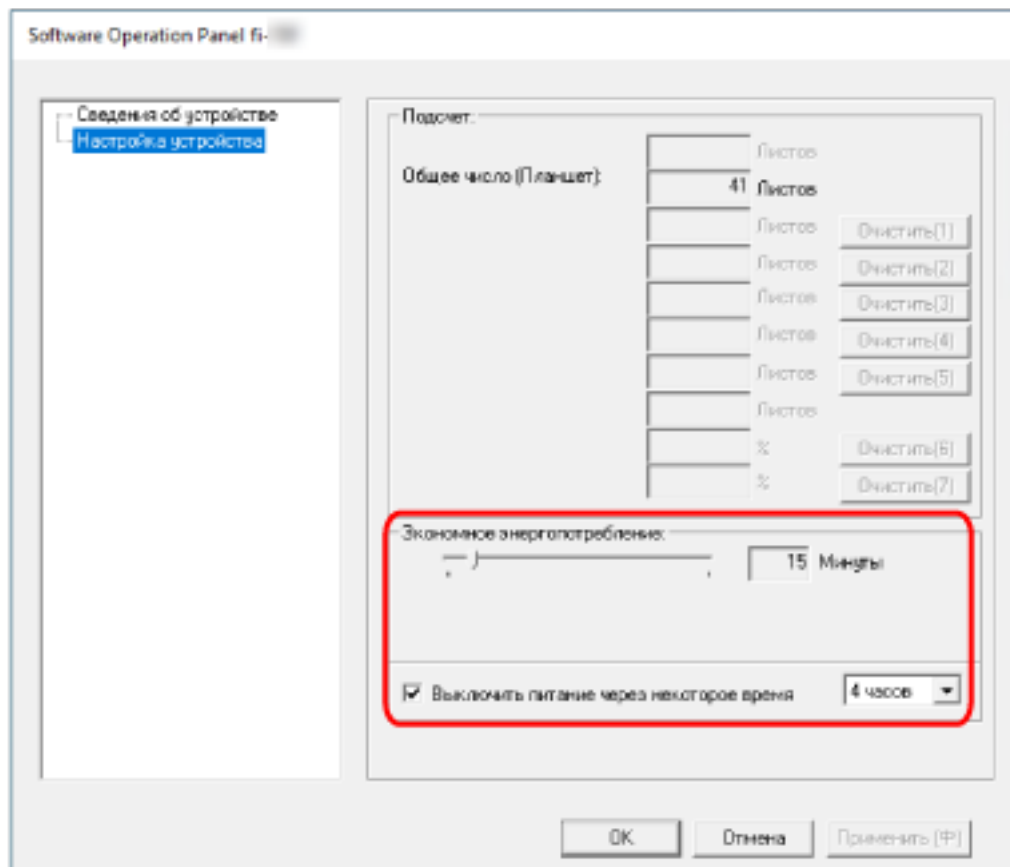 Software Operation Panel fi-
Сведения об устройстве
Настройка устройства
Подсчет:
Листов
Общее число (Планшет):
41 Листов
Листов Очистить(1)
Листов Очистить(2)
Листов Очистить(3)
Листов Очистить(4)
Листов Очистить(5)
Листов
% Очистить(6)
% Очистить(7)
Экономное энергопотребление:
15 Минуты
Выключить питание через некоторое время 4 часов
OK Отмена Применить (Ф)